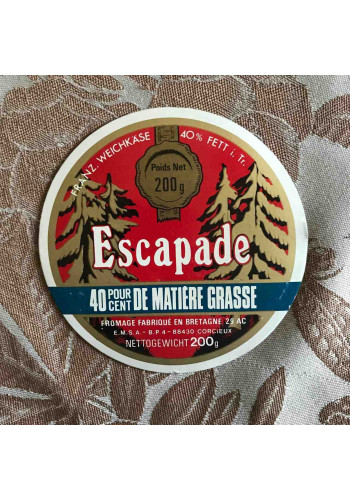 FRANZ. WEICHKÄSE 40% FETT i. Tr.
Poids Net
200 g
Escapade
40 POUR CENT DE MATIÈRE GRASSE
FROMAGE FABRIQUÉ EN BRETAGNE 29 AC
E.M.S.A - B.P 4 - 88430 CORCIEUX
NETTOGEWICHT 200g